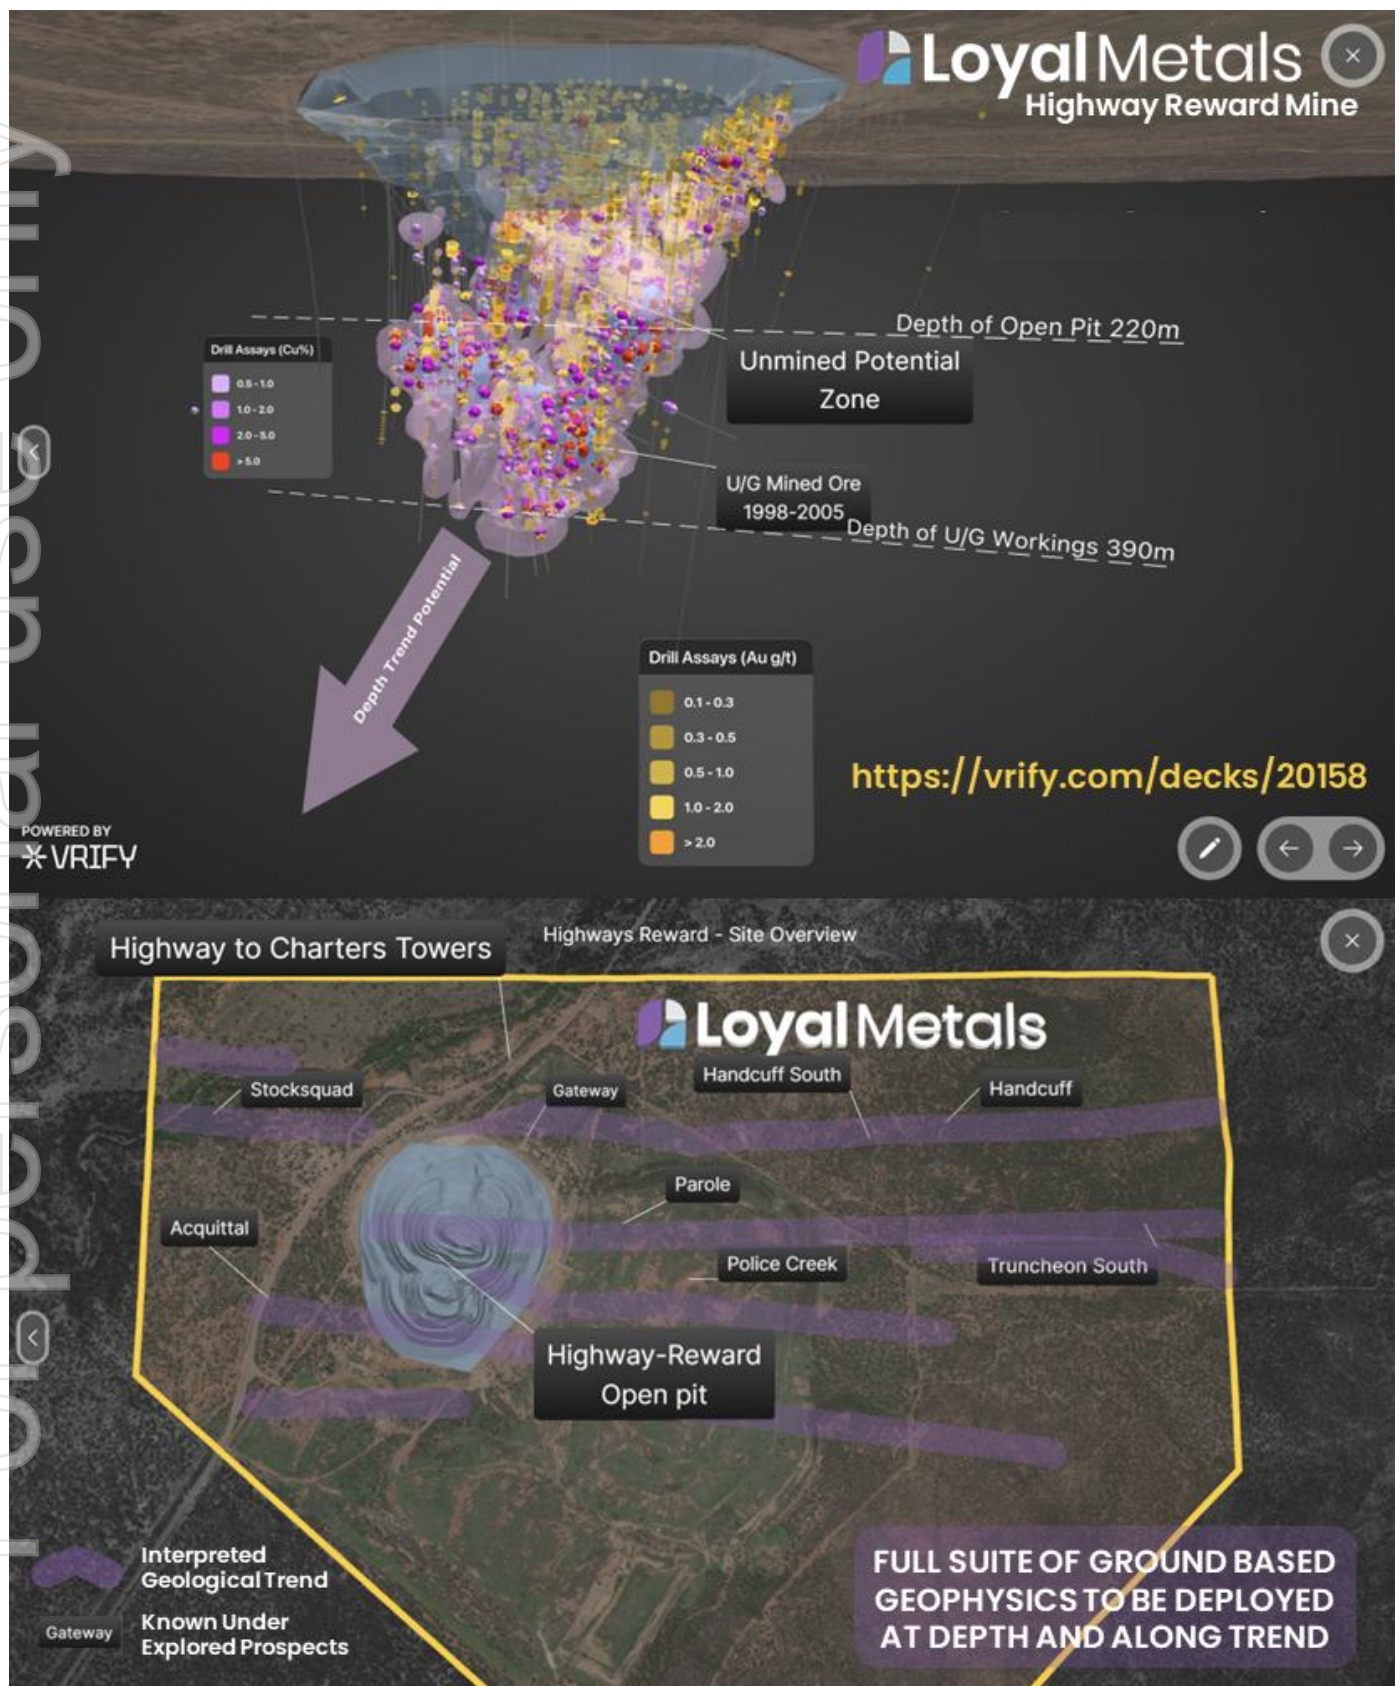 For personal use only
Loyal Metals
Highway Reward Mine
Depth of Open Pit 220m
Unmined Potential
Zone
Drill Assays (Cu%)
0.5 - 1.0
1.0 - 2.0
2.0 - 5.0
> 5.0
U/G Mined Ore
1998-2005
Depth of U/G Workings 390m
Depth Trend Potential
Drill Assays (Au g/t)
0.1 - 0.3
0.3 - 0.5
0.5 - 1.0
1.0 - 2.0
> 2.0
https://vrify.com/decks/20158
POWERED BY
VRIFY
Highway to Charters Towers
Highways Reward - Site Overview
Loyal Metals
Stocksquad
Gateway
Handcuff South
Handcuff
Parole
Acquittal
Police Creek
Truncheon South
Highway-Reward
Open pit
Interpreted
Geological Trend
Gateway
Known Under
Explored Prospects
FULL SUITE OF GROUND BASED
GEOPHYSICS TO BE DEPLOYED
AT DEPTH AND ALONG TREND